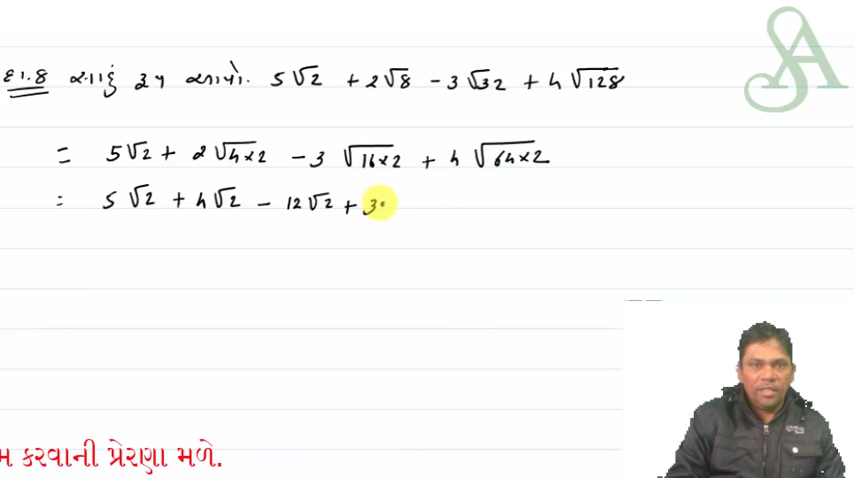 દા.8 સાદું રૂપ આપો. 5√2 + 2√8 - 3√32 + 4√128
= 5√2 + 2√4×2 - 3√16×2 + 4√64×2
= 5√2 + 4√2 - 12√2 + 3
મ કરવાની પ્રેરણા મળે.